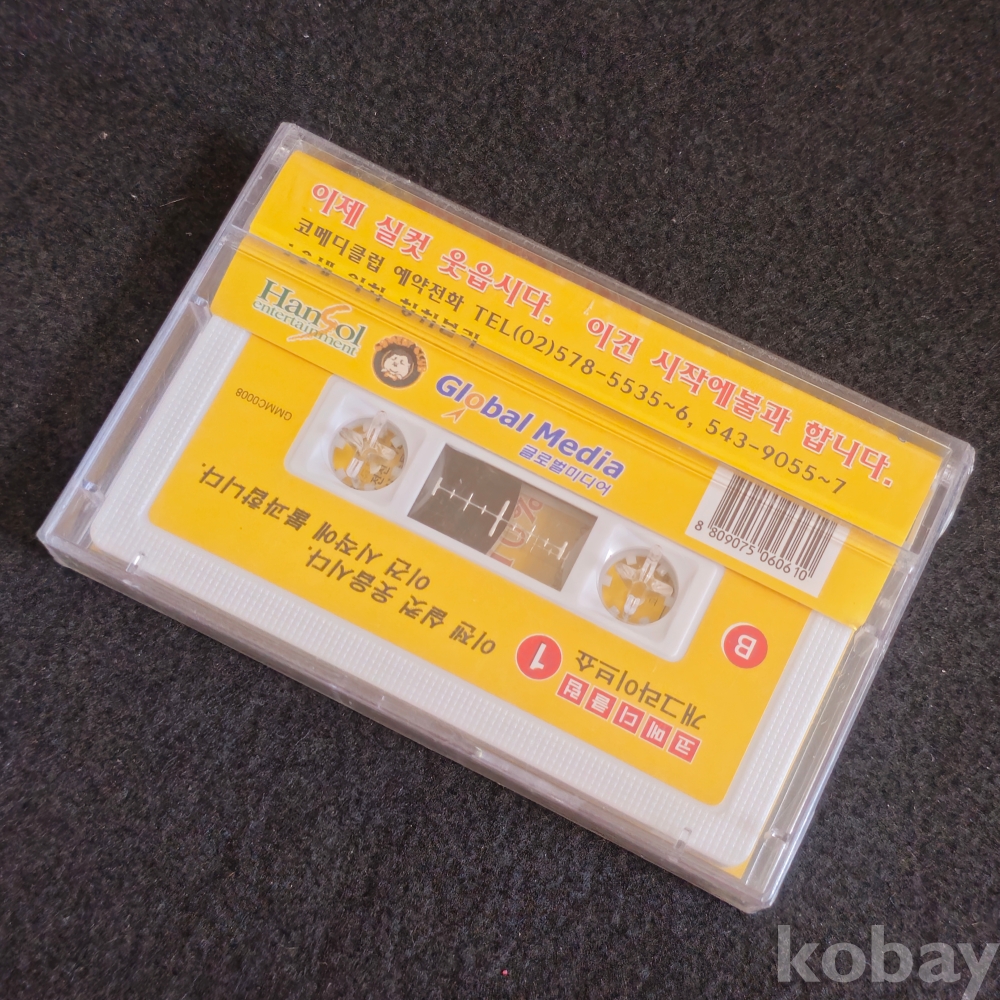 이제 실컷 웃읍시다. 이건 시작에불과 합니다.
코메디클럽 예약전화 TEL(02)578-5535~6, 543-9055~7
Hansol
entertainment
Global Media
글로벌미디어
8 809075 060610
GMMC0008
B
코메디클럽 1
개그라이브쇼
이젠 실컷 웃읍시다.
이건 시작에 불과합니다.
kobay